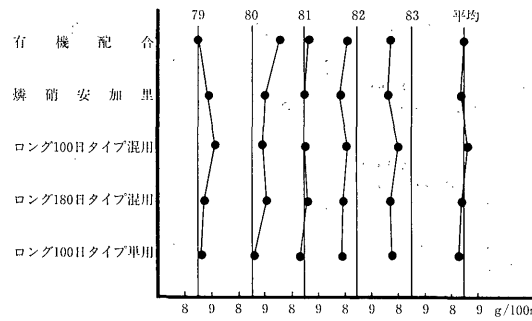 79 80 81 82 83 平均
有機配合
燐硝安加里
ロング100日タイプ混用
ロング180日タイプ混用
ロング100日タイプ単用
8 9 8 9 8 9 8 9 8 9 8 9 g/100g